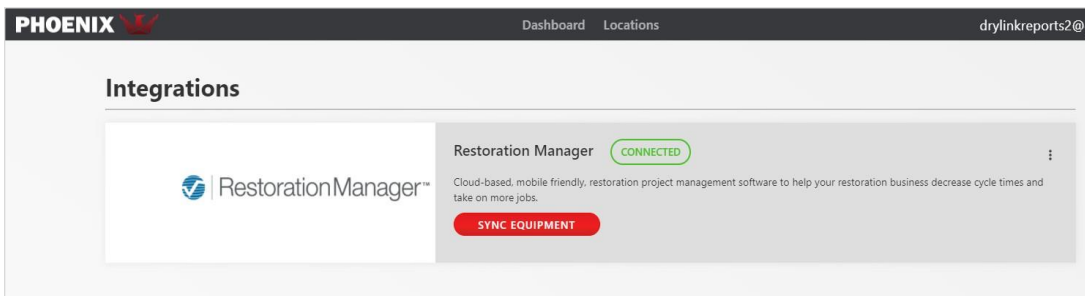 PHOENIX
Dashboard Locations drylinkreports2@
Integrations
RestorationManager™
Restoration Manager CONNECTED
Cloud-based, mobile friendly, restoration project management software to help your restoration business decrease cycle times and
take on more jobs.
SYNC EQUIPMENT